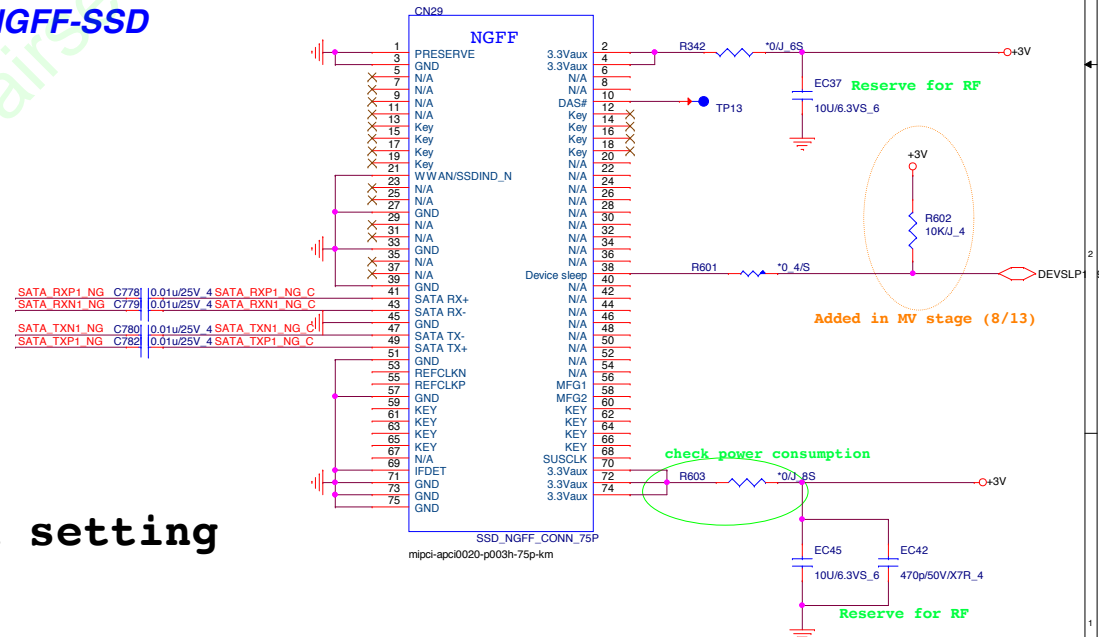 NGFF-SSD
CN29
NGFF
1 PRESERVE
3 GND
5 N/A
7 N/A
9 N/A
11 N/A
13 Key
15 Key
17 Key
19 Key
21 WWAN/SSDIND_N
23 N/A
25 N/A
27 GND
29 N/A
31 N/A
33 GND
35 N/A
37 N/A
39 GND
41 SATA RX+
43 SATA RX-
45 GND
47 SATA TX-
49 SATA TX+
51 GND
53 REFCLKN
55 REFCLKP
57 GND
59 KEY
61 KEY
63 KEY
65 KEY
67 N/A
69 IFDET
71 GND
73 GND
75 GND
3.3Vaux 2
3.3Vaux 4
N/A 6
N/A 8
DAS# 10
Key 12
Key 14
Key 16
Key 18
N/A 20
N/A 22
N/A 24
N/A 26
N/A 28
N/A 30
N/A 32
N/A 34
N/A 36
Device sleep 38
N/A 40
N/A 42
N/A 44
N/A 46
N/A 48
N/A 50
N/A 52
N/A 54
MFG1 56
MFG2 58
KEY 60
KEY 62
KEY 64
KEY 66
SUSCLK 68
3.3Vaux 70
3.3Vaux 72
3.3Vaux 74
SSD_NGFF_CONN_75P
mipci-apci0020-p003h-75p-km
SATA_RXP1_NG C778 0.01u/25V_4 SATA_RXP1_NG_C
SATA_RXN1_NG C779 0.01u/25V_4 SATA_RXN1_NG_C
SATA_TXN1_NG C780 0.01u/25V_4 SATA_TXN1_NG_C
SATA_TXP1_NG C782 0.01u/25V_4 SATA_TXP1_NG_C
R342 *0/J_6S +3V
EC37 Reserve for RF
10U/6.3VS_6
TP13
+3V
R602
10K/J_4
R601 *0_4/S DEVSLP1
Added in MV stage (8/13)
check power consumption
R603 *0/J_8S +3V
EC45 EC42
10U/6.3VS_6 470p/50V/X7R_4
Reserve for RF
setting
2
1